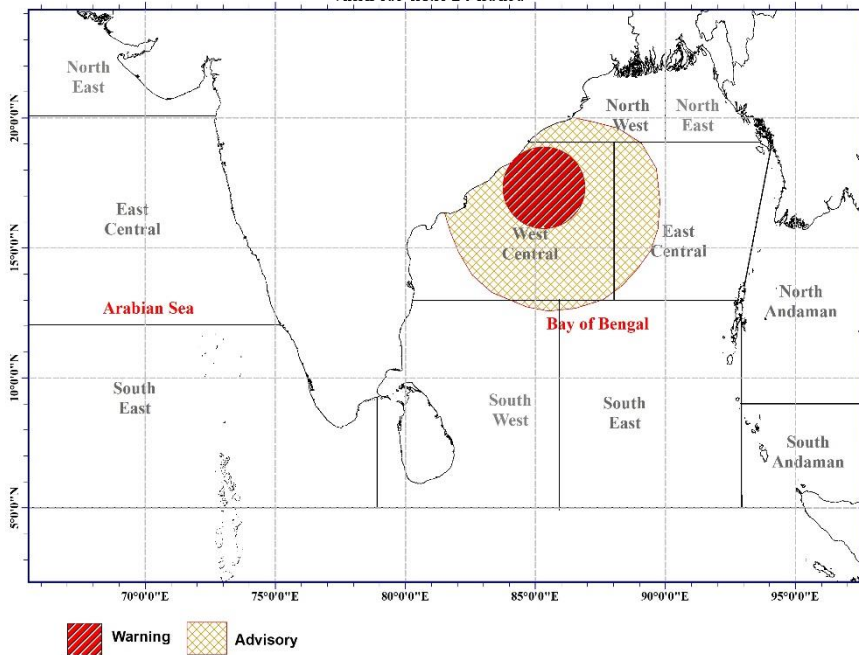 North
East
North
West
North
East
20°0'0"N
East
Central
West
Central
East
Central
15°0'0"N
North
Andaman
Arabian Sea
Bay of Bengal
10°0'0"N
South
East
South
West
South
East
South
Andaman
5°0'0"N
70°0'0"E
75°0'0"E
80°0'0"E
85°0'0"E
90°0'0"E
95°0'0"E
Warning
Advisory